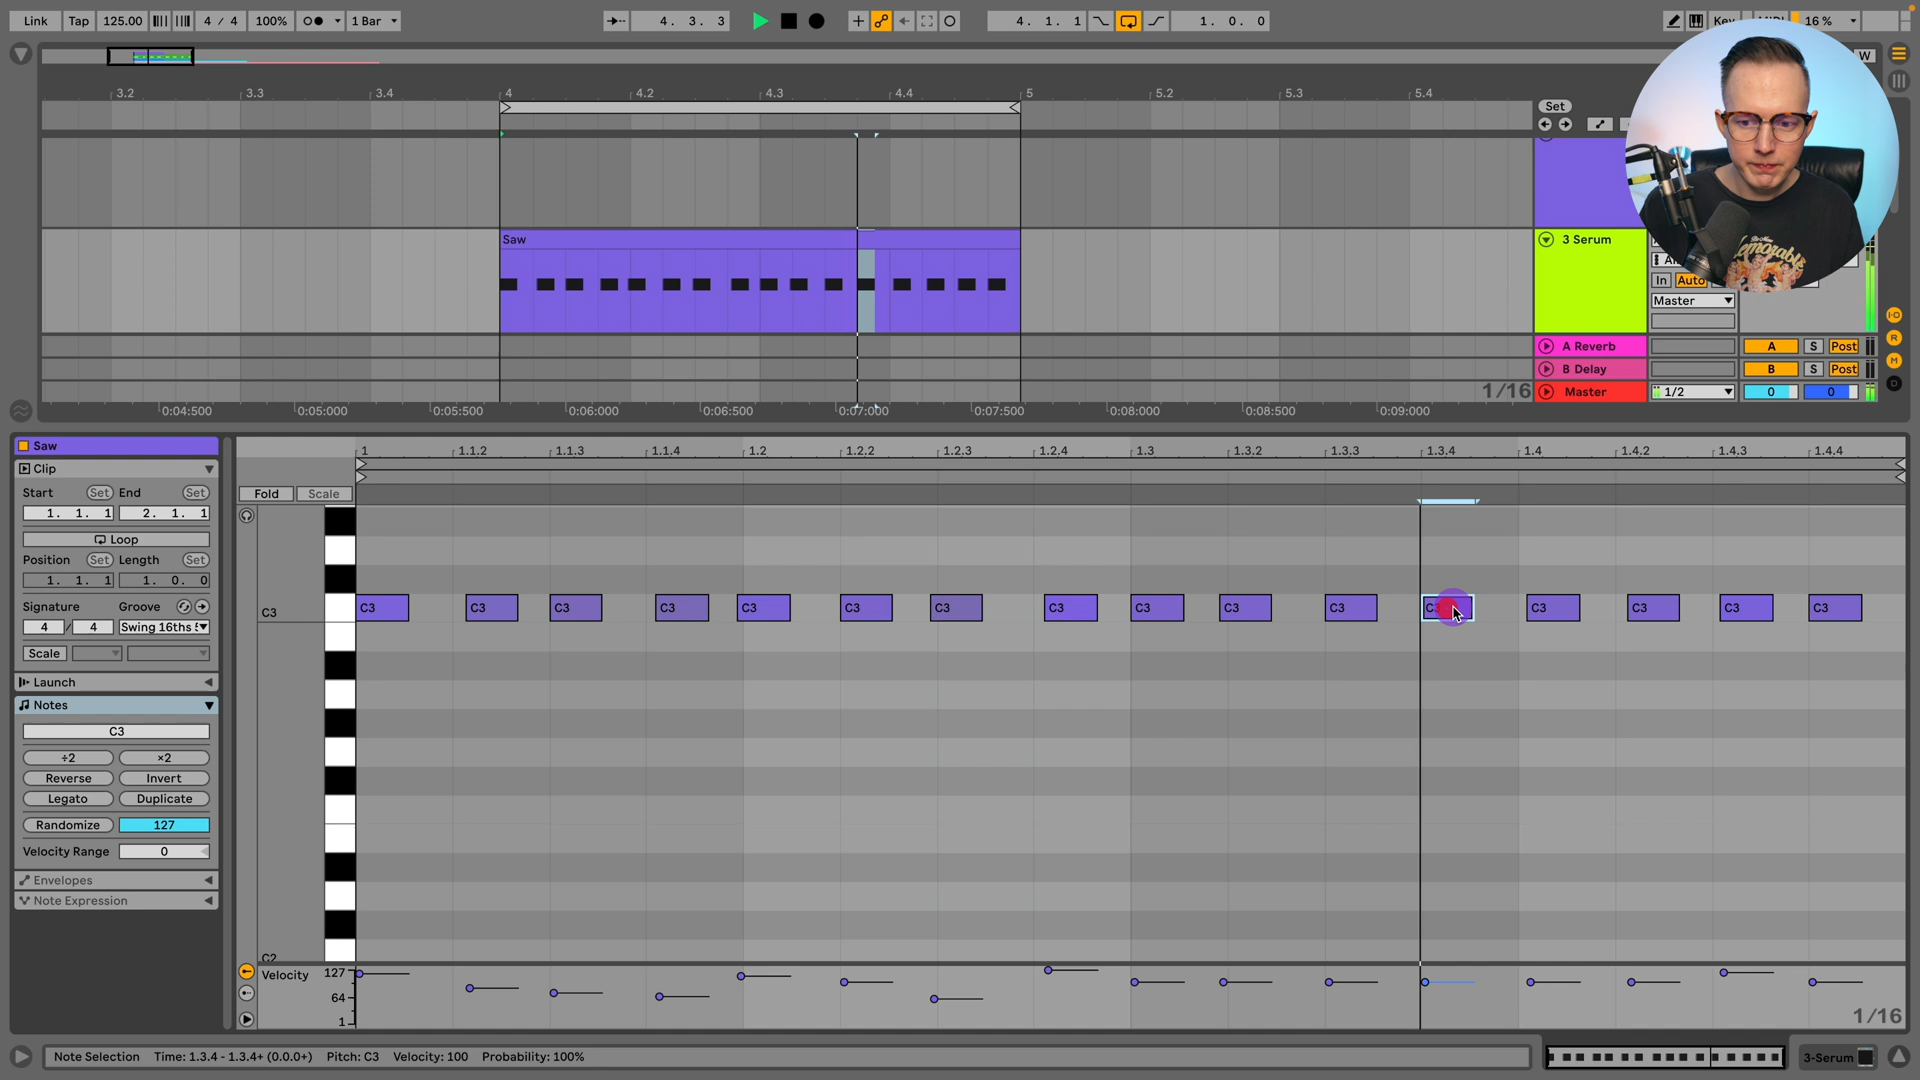 Link Tap 125.00 4 / 4 100% 1 Bar 4. 3. 3 4. 1. 1 1. 0. 0 Key MIDI 16 %
W
3.2 3.3 3.4 4 4.2 4.3 4.4 5 5.2 5.3 5.4
Set
Saw
3 Serum
In Auto
Master
A Reverb A S Post
B Delay B S Post
1/16 Master 1/2 0 0
0:04:500 0:05:000 0:05:500 0:06:000 0:06:500 0:07:000 0:07:500 0:08:000 0:08:500 0:09:000
Saw
Clip
Start Set End Set
1. 1. 1 2. 1. 1
Loop
Position Set Length Set
1. 1. 1 1. 0. 0
Signature Groove
4 / 4 Swing 16ths
Scale
Launch
Notes
C3
÷2 ×2
Reverse Invert
Legato Duplicate
Randomize 127
Velocity Range 0
Envelopes
Note Expression
1 1.1.2 1.1.3 1.1.4 1.2 1.2.2 1.2.3 1.2.4 1.3 1.3.2 1.3.3 1.3.4 1.4 1.4.2 1.4.3 1.4.4
Fold Scale
C3 C3 C3 C3 C3 C3 C3 C3 C3 C3 C3 C3 C3 C3 C3 C3 C3
C2
Velocity 127
64
1
1/16
Note Selection Time: 1.3.4 - 1.3.4+ (0.0.0+) Pitch: C3 Velocity: 100 Probability: 100%
3-Serum